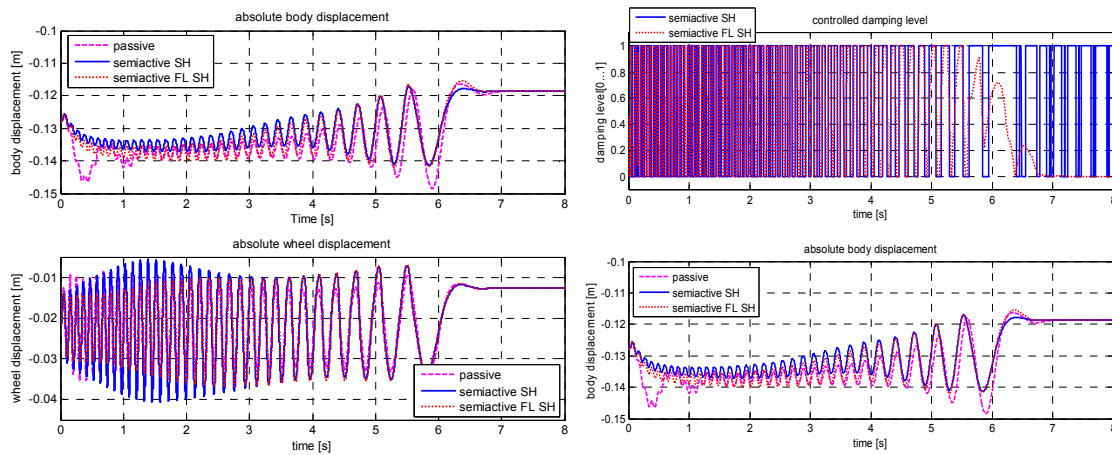 absolute body displacement
-0.1
-0.11
-0.12
-0.13
-0.14
-0.15
body displacement [m]
passive
semiactive SH
semiactive FL SH
0 1 2 3 4 5 6 7 8
Time [s]
semiactive SH
semiactive FL SH
controlled damping level
1
0.8
0.6
0.4
0.2
0
damping level[0...1]
0 1 2 3 4 5 6 7 8
time [s]
absolute wheel displacement
-0.01
-0.02
-0.03
-0.04
wheel displacement [m]
passive
semiactive SH
semiactive FL SH
0 1 2 3 4 5 6 7 8
time [s]
absolute body displacement
-0.1
-0.11
-0.12
-0.13
-0.14
-0.15
body displacement [m]
passive
semiactive SH
semiactive FL SH
0 1 2 3 4 5 6 7 8
time [s]